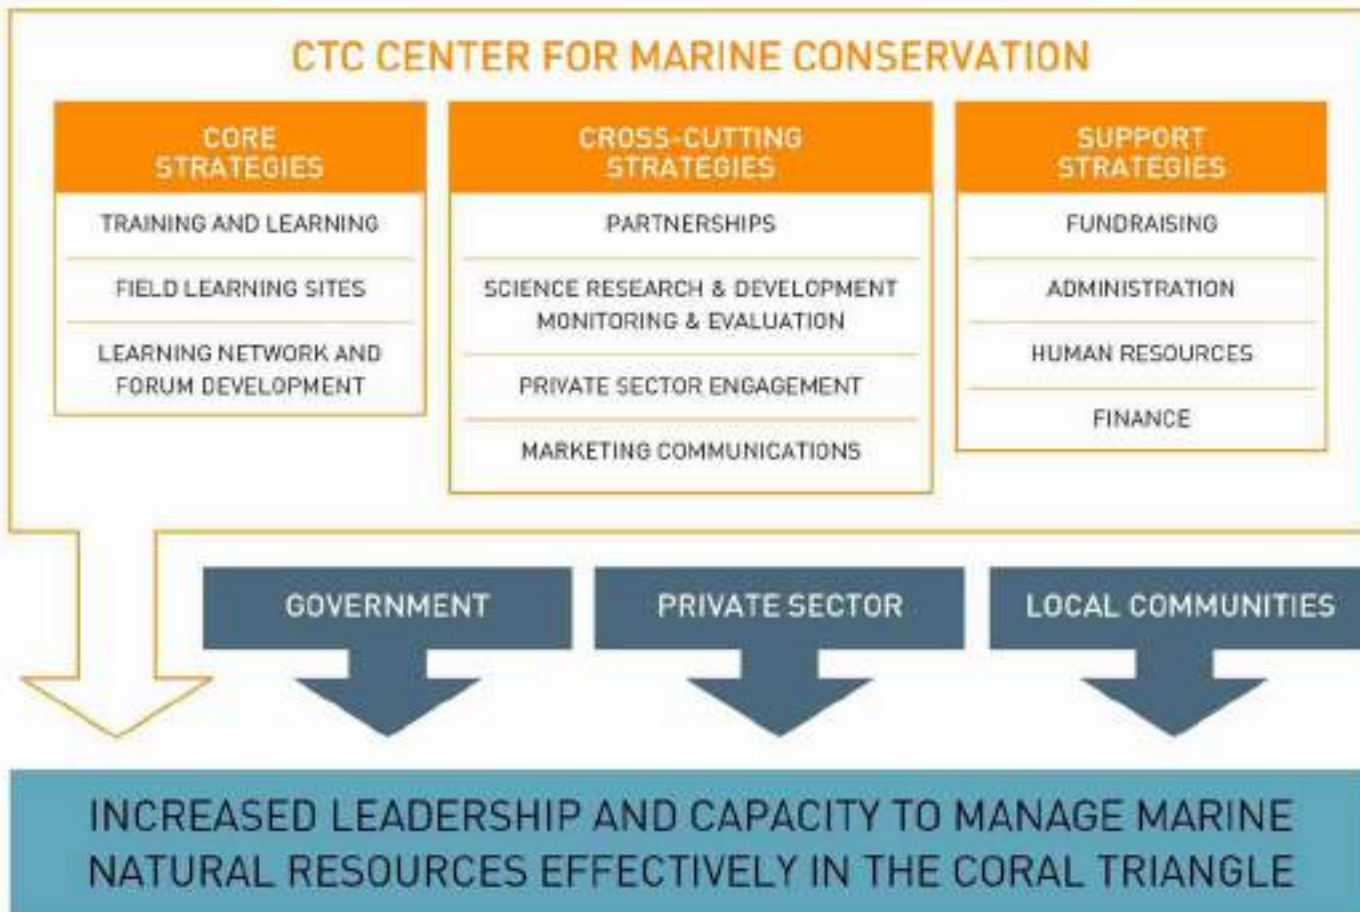 CTC CENTER FOR MARINE CONSERVATION
CORE
STRATEGIES
TRAINING AND LEARNING
FIELD LEARNING SITES
LEARNING NETWORK AND
FORUM DEVELOPMENT
CROSS-CUTTING
STRATEGIES
PARTNERSHIPS
SCIENCE RESEARCH & DEVELOPMENT
MONITORING & EVALUATION
PRIVATE SECTOR ENGAGEMENT
MARKETING COMMUNICATIONS
SUPPORT
STRATEGIES
FUNDRAISING
ADMINISTRATION
HUMAN RESOURCES
FINANCE
GOVERNMENT
PRIVATE SECTOR
LOCAL COMMUNITIES
INCREASED LEADERSHIP AND CAPACITY TO MANAGE MARINE
NATURAL RESOURCES EFFECTIVELY IN THE CORAL TRIANGLE